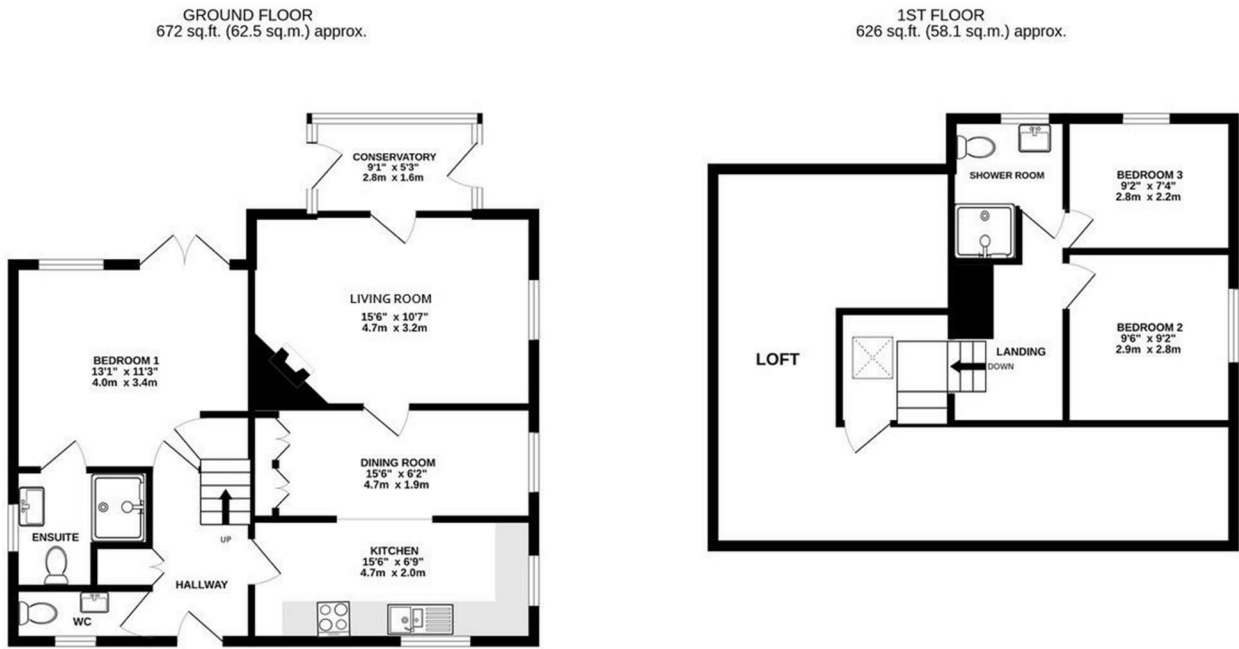 GROUND FLOOR
672 sq.ft. (62.5 sq.m.) approx.
CONSERVATORY
9'1" x 5'3"
2.8m x 1.6m
LIVING ROOM
15'6" x 10'7"
4.7m x 3.2m
BEDROOM 1
13'1" x 11'3"
4.0m x 3.4m
DINING ROOM
15'6" x 6'2"
4.7m x 1.9m
ENSUITE
UP
KITCHEN
15'6" x 6'9"
4.7m x 2.0m
HALLWAY
WC
1ST FLOOR
626 sq.ft. (58.1 sq.m.) approx.
SHOWER ROOM
BEDROOM 3
9'2" x 7'4"
2.8m x 2.2m
BEDROOM 2
9'6" x 9'2"
2.9m x 2.8m
LOFT
LANDING
DOWN